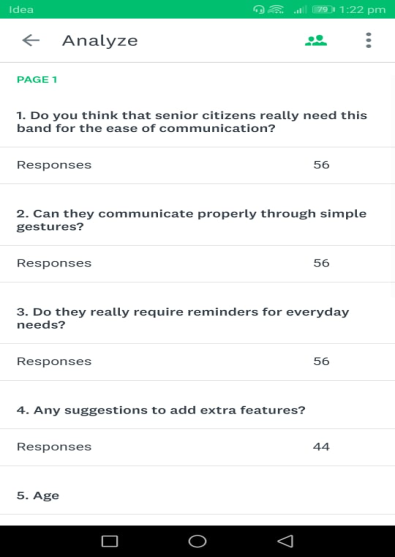 Idea 79 1:22 pm
Analyze
PAGE 1
1. Do you think that senior citizens really need this
band for the ease of communication?
Responses 56
2. Can they communicate properly through simple
gestures?
Responses 56
3. Do they really require reminders for everyday
needs?
Responses 56
4. Any suggestions to add extra features?
Responses 44
5. Age